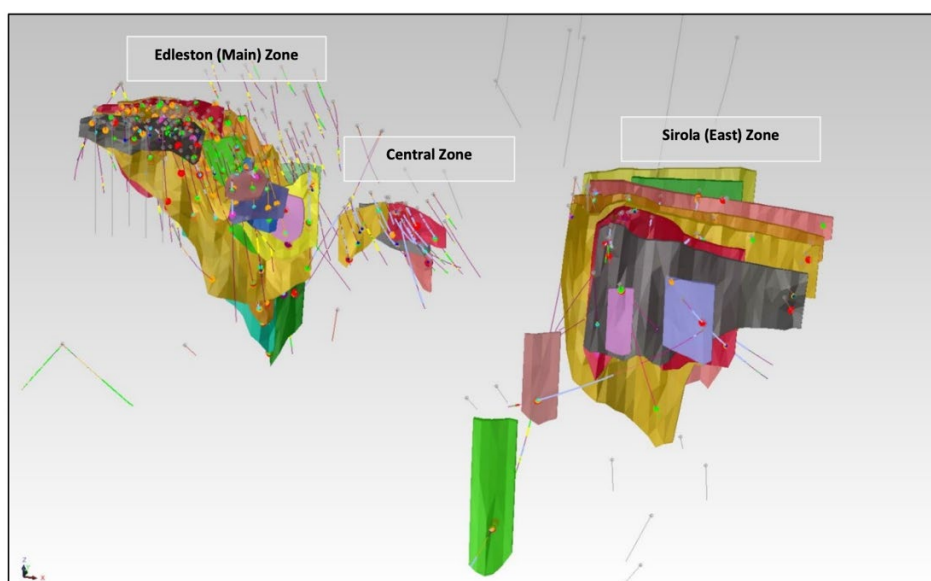 Edleston (Main) Zone
Central Zone
Sirola (East) Zone
Z
X